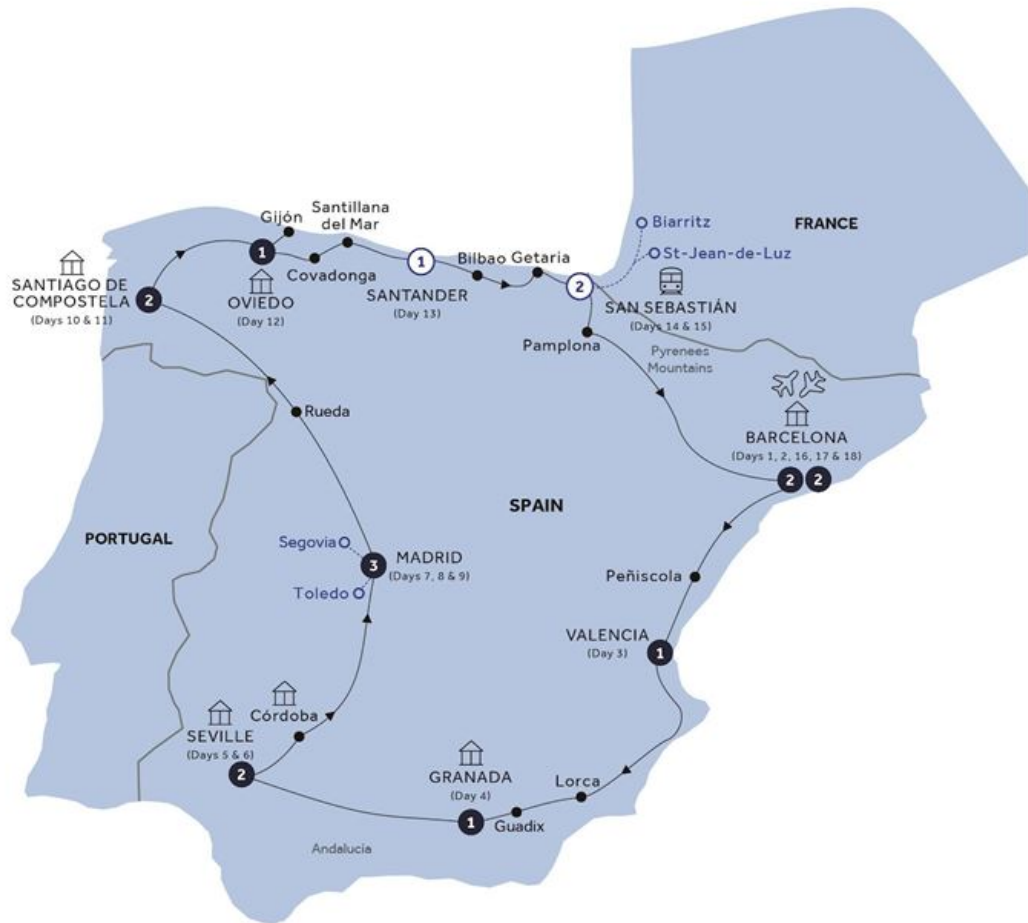 Gijón
Santillana
del Mar
Biarritz
FRANCE
St-Jean-de-Luz
SANTIAGO DE
COMPOSTELA
(Days 10 & 11)
2
1
OVIEDO
(Day 12)
Covadonga
1
SANTANDER
(Day 13)
Bilbao
Getaria
2
SAN SEBASTIÁN
(Days 14 & 15)
Pamplona
Pyrenees
Mountains
Rueda
BARCELONA
(Days 1, 2, 16, 17 & 18)
2
2
SPAIN
PORTUGAL
Segovia
MADRID
(Days 7, 8 & 9)
3
Toledo
Peñiscola
VALENCIA
(Day 3)
1
Córdoba
SEVILLE
(Days 5 & 6)
2
GRANADA
(Day 4)
1
Lorca
Guadix
Andalucia